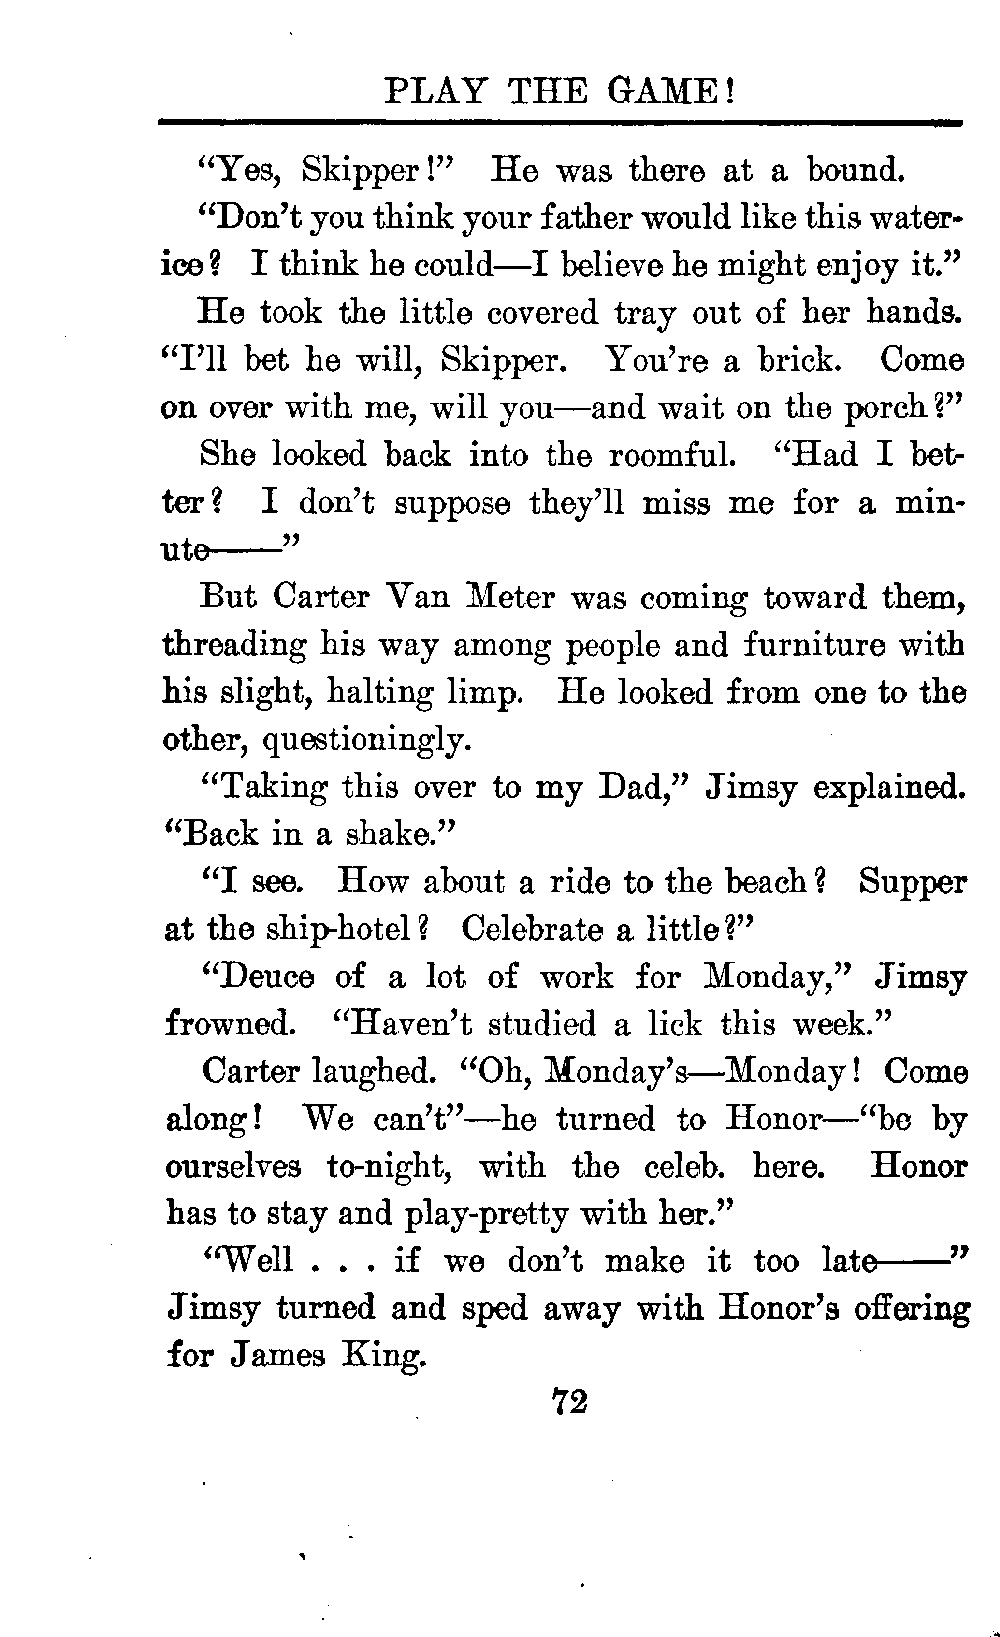 PLAY THE GAME!
“Yes, Skipper!” He was there at a bound.
“Don’t you think your father would like this water-
ice? I think he could—I believe he might enjoy it.”
He took the little covered tray out of her hands.
“I’ll bet he will, Skipper. You’re a brick. Come
on over with me, will you—and wait on the porch?”
She looked back into the roomful. “Had I bet-
ter? I don’t suppose they’ll miss me for a min-
ute——”
But Carter Van Meter was coming toward them,
threading his way among people and furniture with
his slight, halting limp. He looked from one to the
other, questioningly.
“Taking this over to my Dad,” Jimsy explained.
“Back in a shake.”
“I see. How about a ride to the beach? Supper
at the ship-hotel? Celebrate a little?”
“Deuce of a lot of work for Monday,” Jimsy
frowned. “Haven’t studied a lick this week.”
Carter laughed. “Oh, Monday’s—Monday! Come
along! We can’t”—he turned to Honor—“be by
ourselves to-night, with the celeb. here. Honor
has to stay and play-pretty with her.”
“Well . . . if we don’t make it too late——”
Jimsy turned and sped away with Honor’s offering
for James King.
72